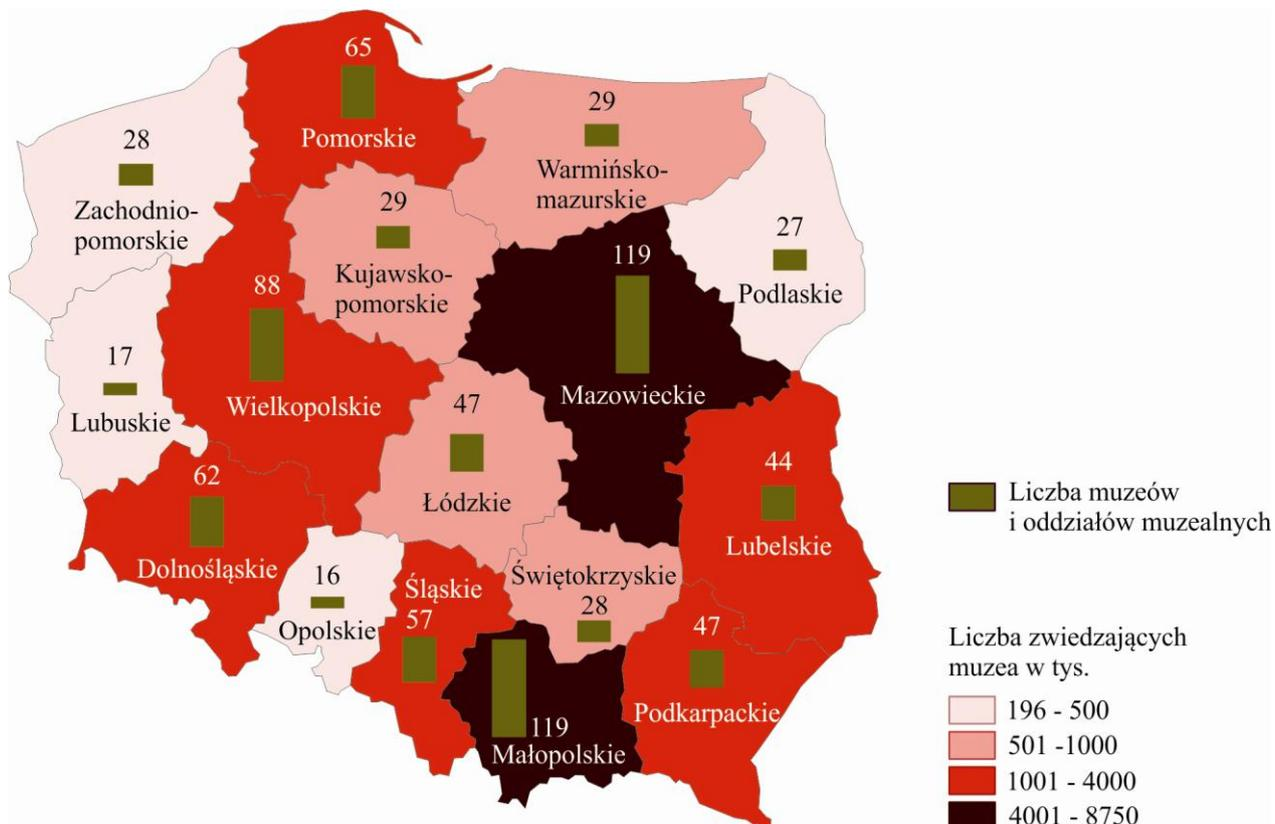 65
Pomorskie
28
Zachodnio-
pomorskie
29
Warmińsko-
mazurskie
29
Kujawsko-
pomorskie
27
Podlaskie
119
Mazowieckie
88
Wielkopolskie
17
Lubuskie
47
Łódzkie
44
Lubelskie
62
Dolnośląskie
16
Opolskie
Śląskie
57
Świętokrzyskie
28
47
Podkarpackie
119
Małopolskie
Liczba muzeów
i oddziałów muzealnych
Liczba zwiedzających
muzea w tys.
196 - 500
501 -1000
1001 - 4000
4001 - 8750